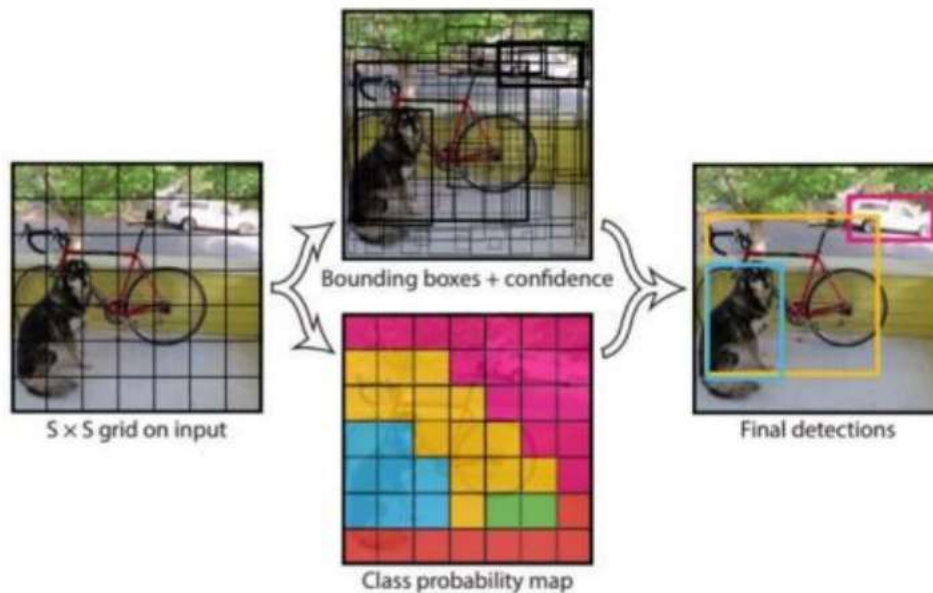 Bounding boxes + confidence
S × S grid on input
Final detections
Class probability map